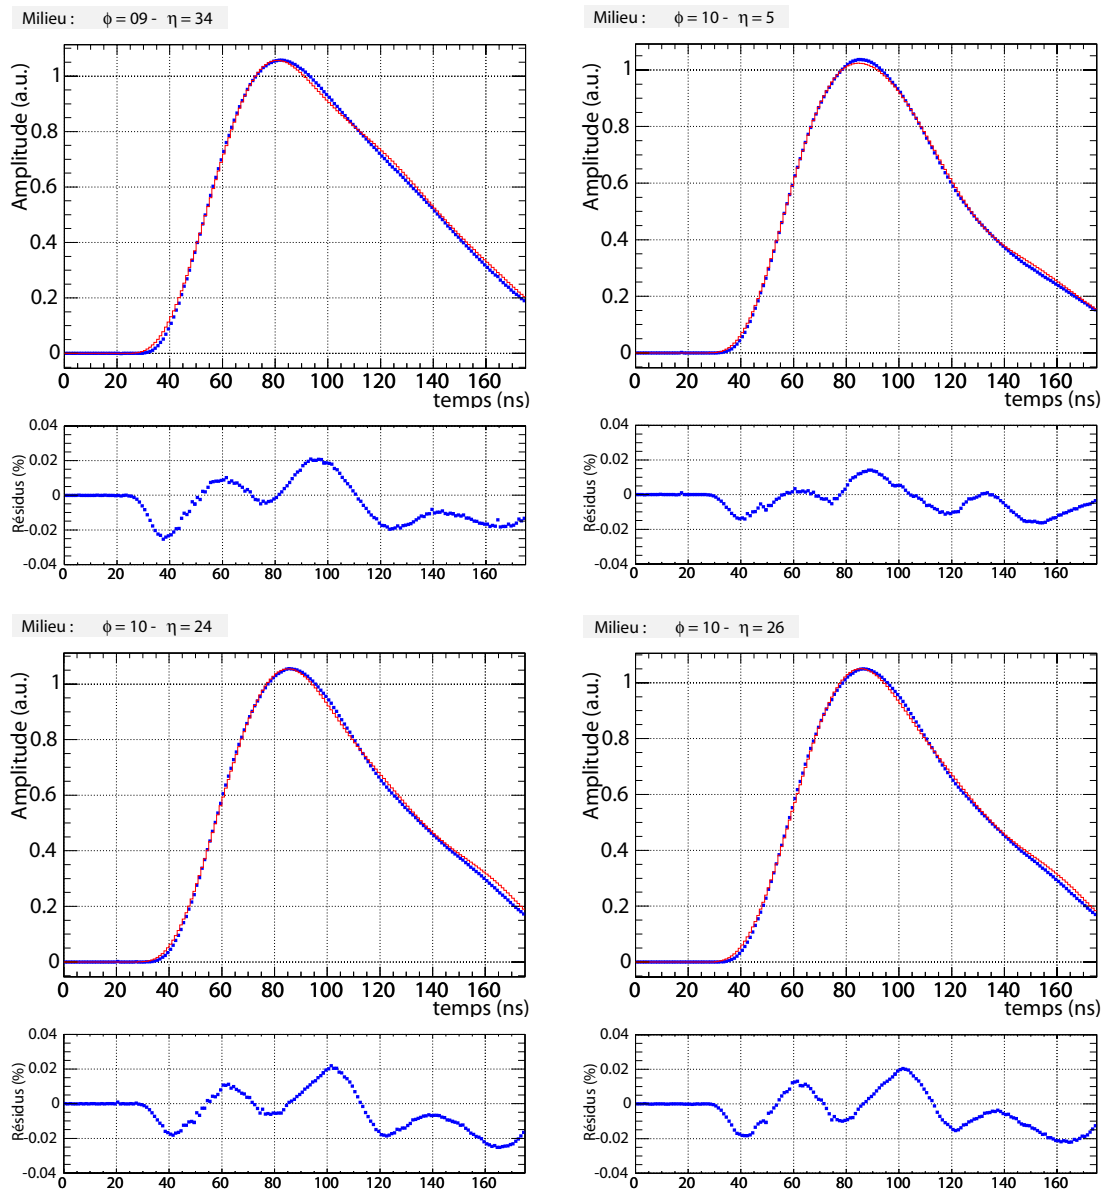 Milieu : ϕ = 09 - η = 34
Amplitude (a.u.)
1
0.8
0.6
0.4
0.2
0
0 20 40 60 80 100 120 140 160
temps (ns)
Résidus (%)
0.04
0.02
0
-0.02
-0.04
0 20 40 60 80 100 120 140 160
Milieu : ϕ = 10 - η = 5
Amplitude (a.u.)
1
0.8
0.6
0.4
0.2
0
0 20 40 60 80 100 120 140 160
temps (ns)
Résidus (%)
0.04
0.02
0
-0.02
-0.04
0 20 40 60 80 100 120 140 160
Milieu : ϕ = 10 - η = 24
Amplitude (a.u.)
1
0.8
0.6
0.4
0.2
0
0 20 40 60 80 100 120 140 160
temps (ns)
Résidus (%)
0.04
0.02
0
-0.02
-0.04
0 20 40 60 80 100 120 140 160
Milieu : ϕ = 10 - η = 26
Amplitude (a.u.)
1
0.8
0.6
0.4
0.2
0
0 20 40 60 80 100 120 140 160
temps (ns)
Résidus (%)
0.04
0.02
0
-0.02
-0.04
0 20 40 60 80 100 120 140 160